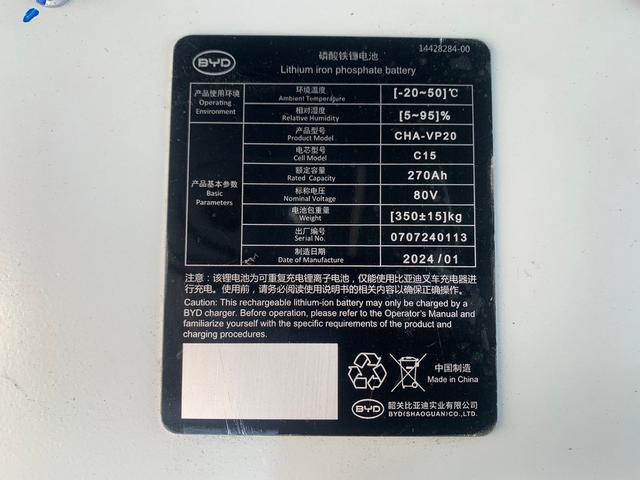 BYD
磷酸铁锂电池
14428284-00
Lithium iron phosphate battery
产品使用环境
Operating
Environment
环境温度
Ambient Temperature
[-20~50]℃
相对湿度
Relative Humidity
[5~95]%
产品基本参数
Basic
Parameters
产品型号
Product Model
CHA-VP20
电芯型号
Cell Model
C15
额定容量
Rated Capacity
270Ah
标称电压
Nominal Voltage
80V
电池包重量
Weight
[350±15]kg
出厂编号
Serial No.
0707240113
制造日期
Date of Manufacture
2024/01
注意：该锂电池为可重复充电锂离子电池，仅能使用比亚迪叉车充电器进
行充电。使用前，请务必阅读使用说明书的相关内容以确保正确操作。
Caution: This rechargeable lithium-ion battery may only be charged by a
BYD charger. Before operation, please refer to the Operator's Manual and
familiarize yourself with the specific requirements of the product and
charging procedures.
中国制造
Made in China
BYD
韶关比亚迪实业有限公司
BYD(SHAOGUAN)CO.,LTD.